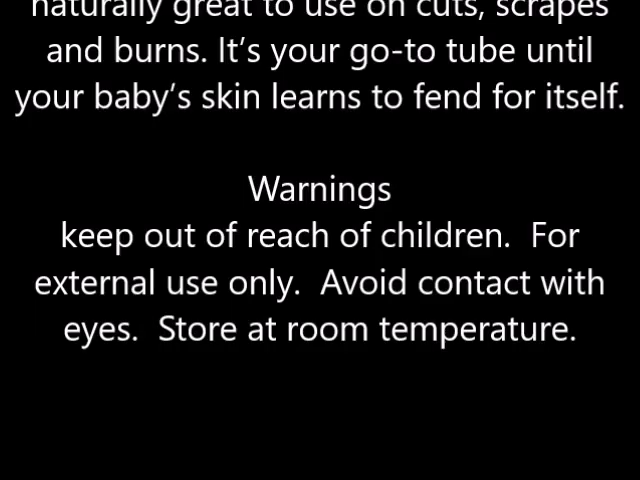 naturally great to use on cuts, scrapes
and burns. It’s your go-to tube until
your baby’s skin learns to fend for itself.
Warnings
keep out of reach of children.  For
external use only.  Avoid contact with
eyes.  Store at room temperature.